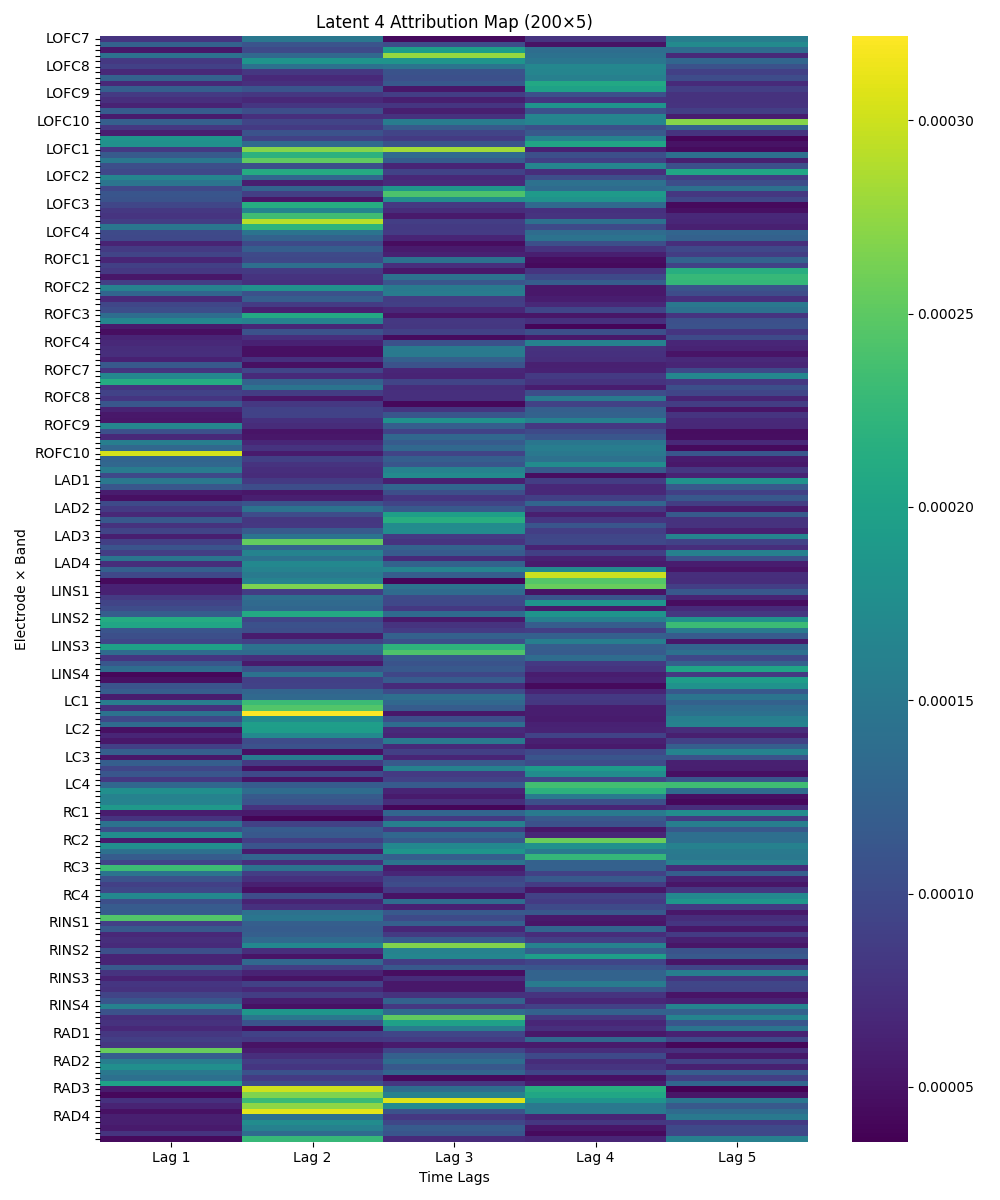 Latent 4 Attribution Map (200×5)
LOFC7
LOFC8
LOFC9
LOFC10
LOFC1
LOFC2
LOFC3
LOFC4
ROFC1
ROFC2
ROFC3
ROFC4
ROFC7
ROFC8
ROFC9
ROFC10
LAD1
LAD2
LAD3
LAD4
LINS1
LINS2
LINS3
LINS4
LC1
LC2
LC3
LC4
RC1
RC2
RC3
RC4
RINS1
RINS2
RINS3
RINS4
RAD1
RAD2
RAD3
RAD4
Electrode × Band
Lag 1 Lag 2 Lag 3 Lag 4 Lag 5
Time Lags
0.00030
0.00025
0.00020
0.00015
0.00010
0.00005